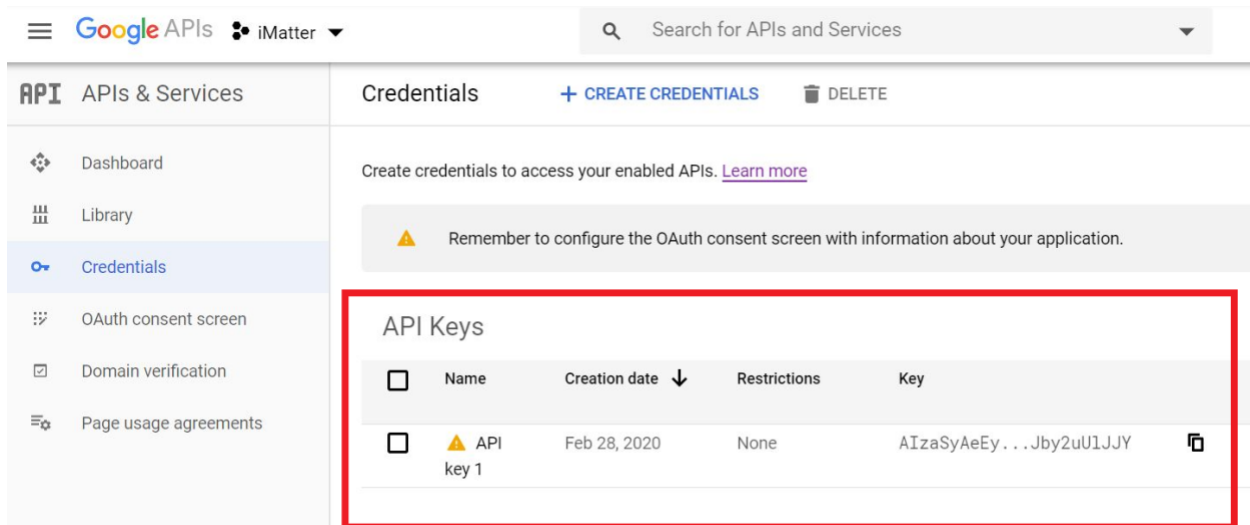 Google APIs iMatter Search for APIs and Services
API APIs & Services Credentials + CREATE CREDENTIALS DELETE
Dashboard
Create credentials to access your enabled APIs. Learn more
Library
Remember to configure the OAuth consent screen with information about your application.
Credentials
OAuth consent screen
API Keys
Domain verification
Name Creation date Restrictions Key
Page usage agreements
API key 1 Feb 28, 2020 None AIzaSyAeEy...Jby2uUlJJY